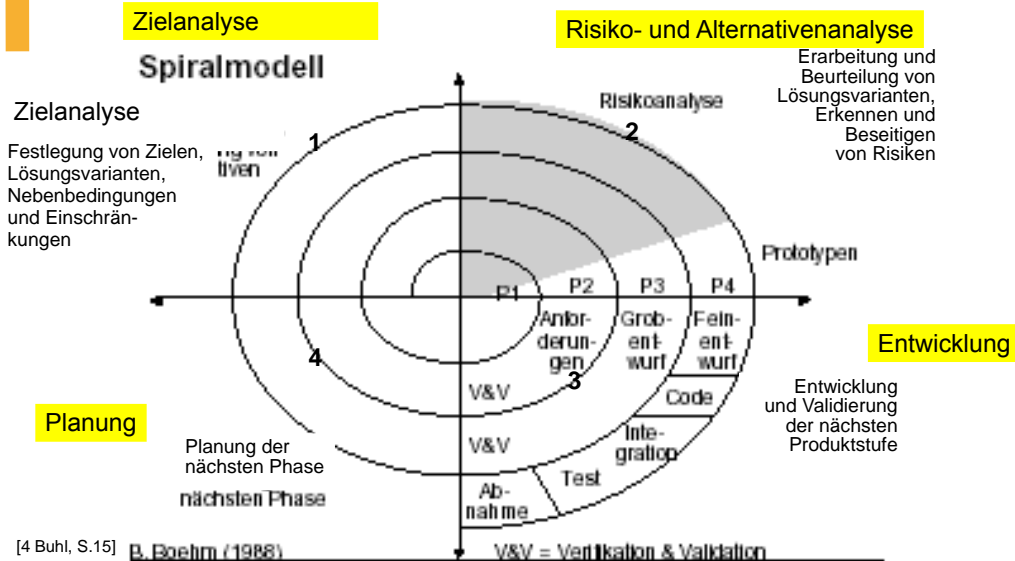 Zielanalyse
Risiko- und Alternativenanalyse
Spiralmodell
Erarbeitung und
Beurteilung von
Lösungsvarianten,
Erkennen und
Beseitigen
von Risiken
Risikoanalyse
Zielanalyse
1
2
Festlegung von Zielen,
Lösungsvarianten,
Nebenbedingungen
und Einschrän-
kungen
tiven
Prototypen
P1
P2
P3
P4
Anfor-
derun-
gen
Grob-
ent-
wurf
Fein-
ent-
wurf
Entwicklung
4
3
V&V
Code
Entwicklung
und Validierung
der nächsten
Produktstufe
Planung
Planung der
nächsten Phase
V&V
Inte-
gration
Test
nächsten Phase
Ab-
nahme
[4 Buhl, S.15]
B. Boehm (1988)
V&V = Verifikation & Validation